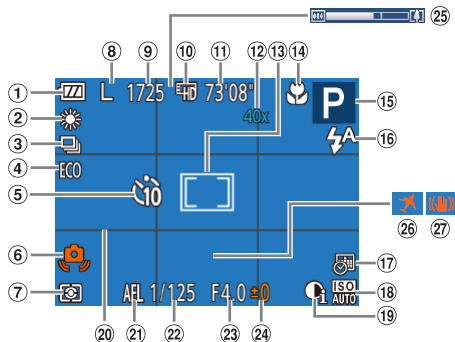 ⑧ ⑨ ⑩ ⑪ ⑫ ⑬ ⑭ ㉕
① L 1725 HD 73'08" P ⑮
② 40x
③ A ⑯
④ ECO
⑤ 10
㉖ ㉗
⑥ ⑰
⑦ AEL 1/125 F4.0 ±0 i ISO AUTO ⑱
⑳ ㉑ ㉒ ㉓ ㉔ ⑲